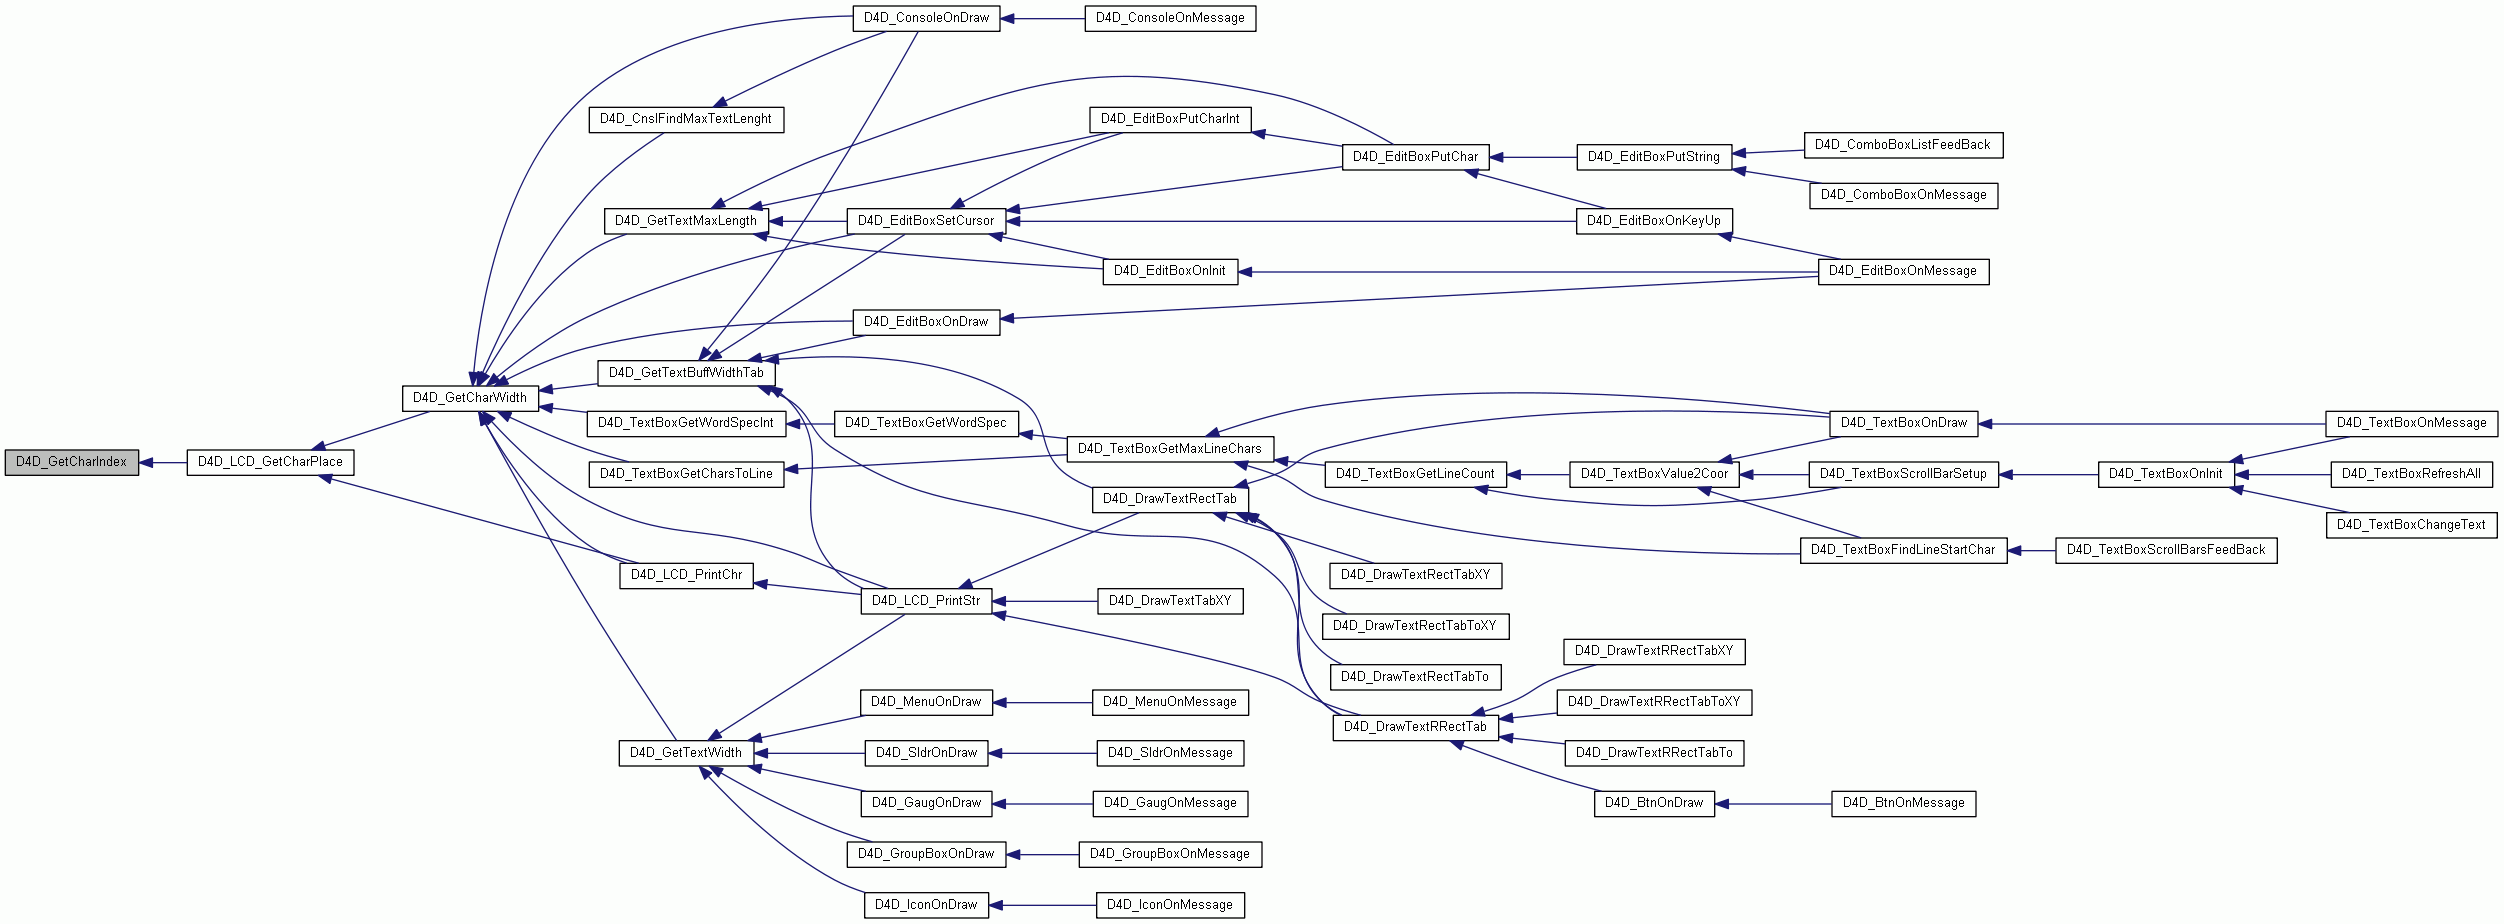 D4D_ConsoleOnDraw
D4D_ConsoleOnMessage
D4D_CnslFindMaxTextLenght
D4D_EditBoxPutCharInt
D4D_EditBoxPutChar
D4D_EditBoxPutString
D4D_ComboBoxListFeedBack
D4D_ComboBoxOnMessage
D4D_GetTextMaxLength
D4D_EditBoxSetCursor
D4D_EditBoxOnKeyUp
D4D_EditBoxOnInit
D4D_EditBoxOnMessage
D4D_EditBoxOnDraw
D4D_GetTextBuffWidthTab
D4D_GetCharWidth
D4D_TextBoxGetWordSpecInt
D4D_TextBoxGetWordSpec
D4D_TextBoxOnDraw
D4D_TextBoxOnMessage
D4D_TextBoxGetMaxLineChars
D4D_GetCharIndex
D4D_LCD_GetCharPlace
D4D_TextBoxGetCharsToLine
D4D_TextBoxGetLineCount
D4D_TextBoxValue2Coor
D4D_TextBoxScrollBarSetup
D4D_TextBoxOnInit
D4D_TextBoxRefreshAll
D4D_DrawTextRectTab
D4D_TextBoxChangeText
D4D_TextBoxFindLineStartChar
D4D_TextBoxScrollBarsFeedBack
D4D_LCD_PrintChr
D4D_DrawTextRectTabXY
D4D_LCD_PrintStr
D4D_DrawTextTabXY
D4D_DrawTextRectTabToXY
D4D_DrawTextRRectTabXY
D4D_DrawTextRectTabTo
D4D_MenuOnDraw
D4D_MenuOnMessage
D4D_DrawTextRRectTabToXY
D4D_DrawTextRRectTab
D4D_GetTextWidth
D4D_SldrOnDraw
D4D_SldrOnMessage
D4D_DrawTextRRectTabTo
D4D_GaugOnDraw
D4D_GaugOnMessage
D4D_BtnOnDraw
D4D_BtnOnMessage
D4D_GroupBoxOnDraw
D4D_GroupBoxOnMessage
D4D_IconOnDraw
D4D_IconOnMessage